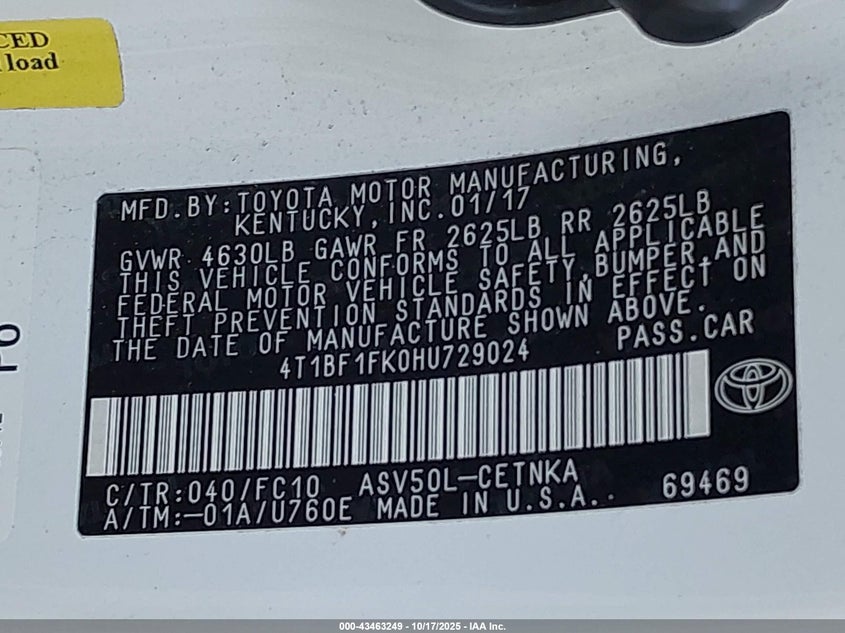 CED
load
MFD.BY:TOYOTA MOTOR MANUFACTURING,
KENTUCKY,INC.01/17
GVWR 4630LB GAWR FR 2625LB RR 2625LB
THIS VEHICLE CONFORMS TO ALL APPLICABLE
FEDERAL MOTOR VEHICLE SAFETY,BUMPER,AND
THEFT PREVENTION STANDARDS IN EFFECT ON
THE DATE OF MANUFACTURE SHOWN ABOVE.
4T1BF1FK0HU729024
PASS.CAR
C/TR:040/FC10 ASV50L-CETNKA
A/TM:-01A/U760E MADE IN U.S.A.
69469
000-43463249 - 10/17/2025 - IAA Inc.